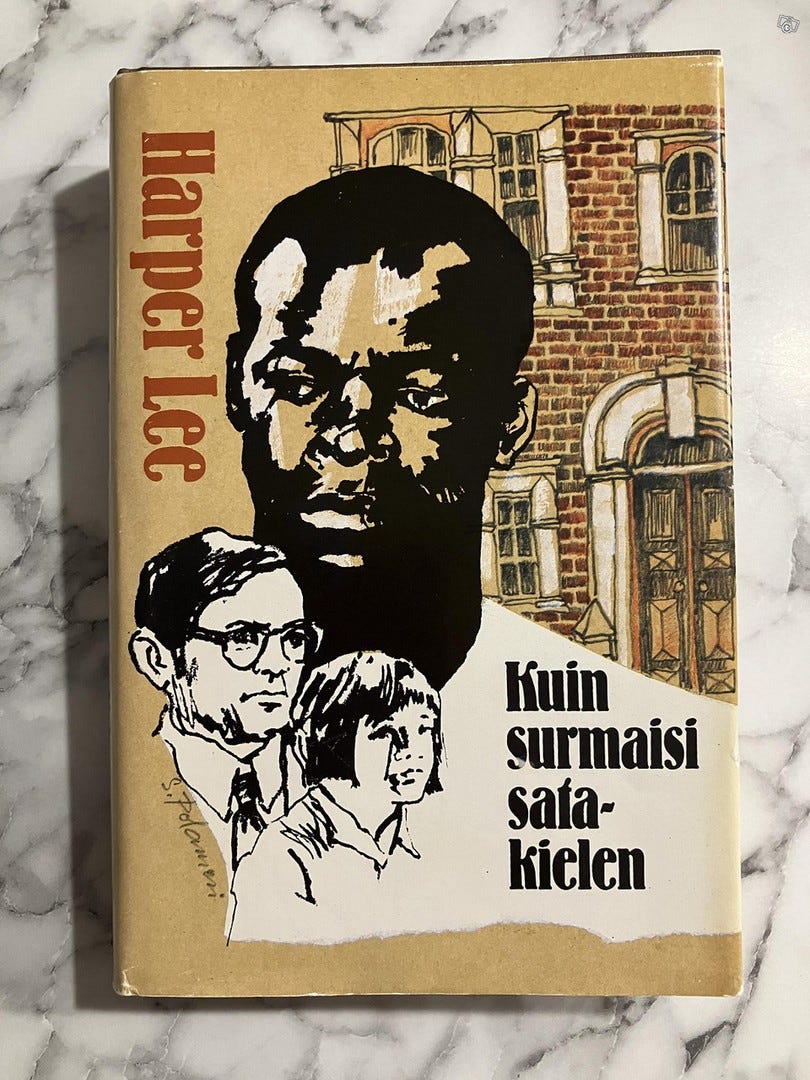 Harper Lee
Kuin
surmaisi
sata-
kielen